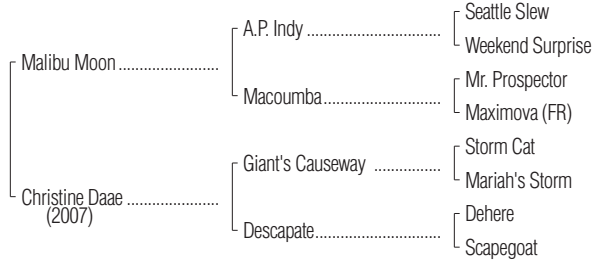 Seattle Slew
A.P. Indy ............................
Weekend Surprise
Malibu Moon .....................
Mr. Prospector
Macoumba........................
Maximova (FR)
Storm Cat
Giant's Causeway ..................
Mariah's Storm
Christine Daae ....................
(2007)
Dehere
Descapate..........................
Scapegoat